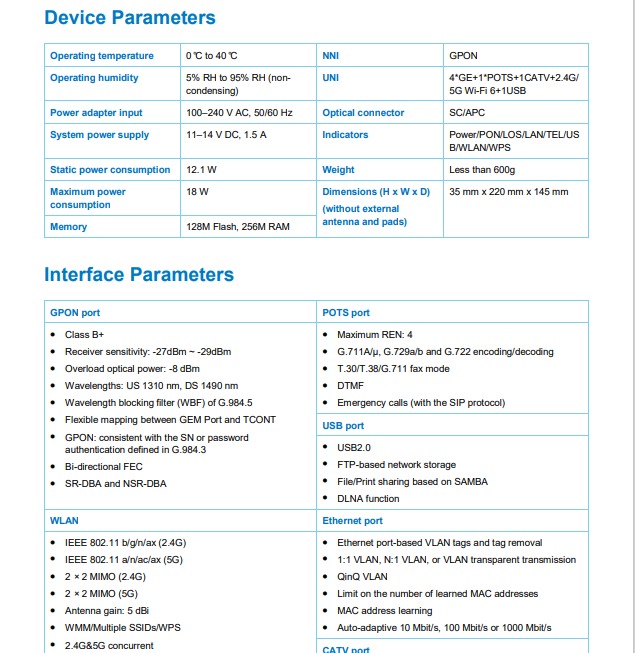 Device Parameters
Operating temperature 0 ℃ to 40 ℃ NNI GPON
Operating humidity 5% RH to 95% RH (non- UNI 4*GE+1*POTS+1CATV+2.4G/
condensing) 5G Wi-Fi 6+1USB
Power adapter input 100–240 V AC, 50/60 Hz Optical connector SC/APC
System power supply 11–14 V DC, 1.5 A Indicators Power/PON/LOS/LAN/TEL/US
B/WLAN/WPS
Static power consumption 12.1 W Weight Less than 600g
Maximum power 18 W Dimensions (H x W x D) 35 mm x 220 mm x 145 mm
consumption (without external
antenna and pads)
Memory 128M Flash, 256M RAM
Interface Parameters
GPON port
• Class B+
• Receiver sensitivity: -27dBm ~ -29dBm
• Overload optical power: -8 dBm
• Wavelengths: US 1310 nm, DS 1490 nm
• Wavelength blocking filter (WBF) of G.984.5
• Flexible mapping between GEM Port and TCONT
• GPON: consistent with the SN or password
authentication defined in G.984.3
• Bi-directional FEC
• SR-DBA and NSR-DBA
POTS port
• Maximum REN: 4
• G.711A/μ, G.729a/b and G.722 encoding/decoding
• T.30/T.38/G.711 fax mode
• DTMF
• Emergency calls (with the SIP protocol)
USB port
• USB2.0
• FTP-based network storage
• File/Print sharing based on SAMBA
• DLNA function
WLAN
• IEEE 802.11 b/g/n/ax (2.4G)
• IEEE 802.11 a/n/ac/ax (5G)
• 2 × 2 MIMO (2.4G)
• 2 × 2 MIMO (5G)
• Antenna gain: 5 dBi
• WMM/Multiple SSIDs/WPS
• 2.4G&5G concurrent
Ethernet port
• Ethernet port-based VLAN tags and tag removal
• 1:1 VLAN, N:1 VLAN, or VLAN transparent transmission
• QinQ VLAN
• Limit on the number of learned MAC addresses
• MAC address learning
• Auto-adaptive 10 Mbit/s, 100 Mbit/s or 1000 Mbit/s
CATV port